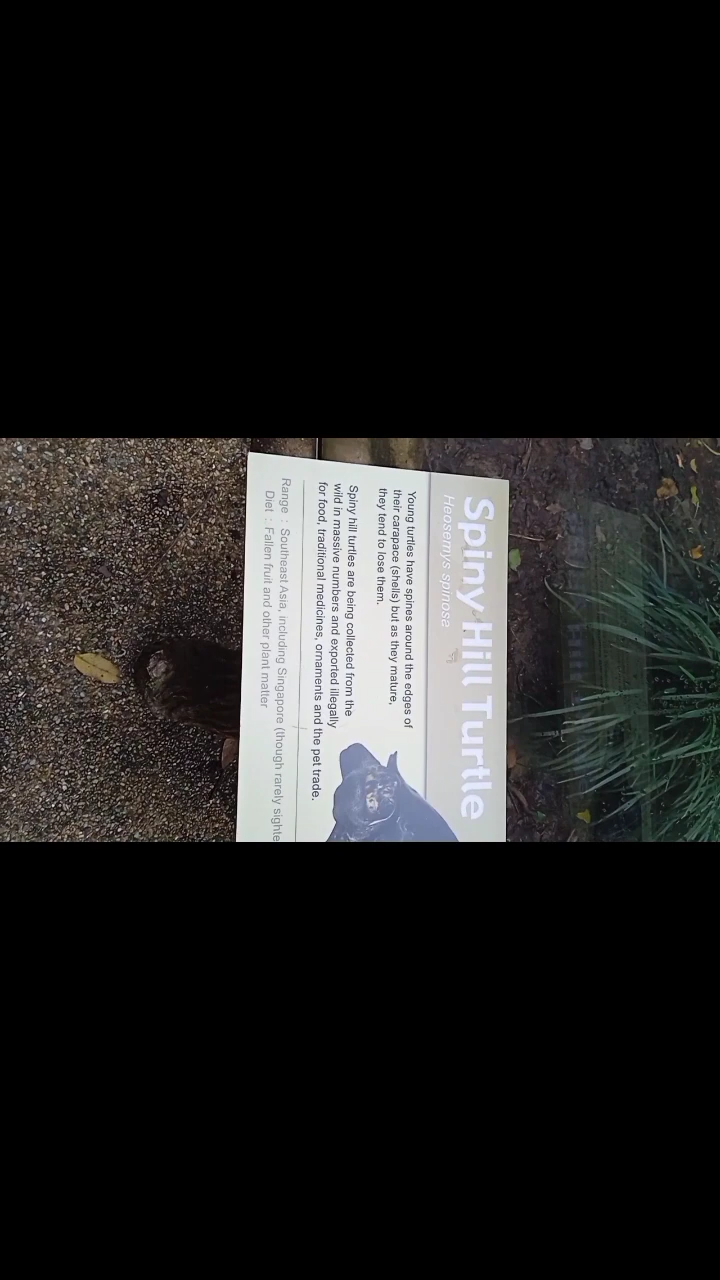 Spiny Hill Turtle
Heosemys spinosa
Young turtles have spines around the edges of
their carapace (shells) but as they mature,
they tend to lose them.
Spiny hill turtles are being collected from the
wild in massive numbers and exported illegally
for food, traditional medicines, ornaments and the pet trade.
Range : Southeast Asia, including Singapore (though rarely sighte
Diet : Fallen fruit and other plant matter